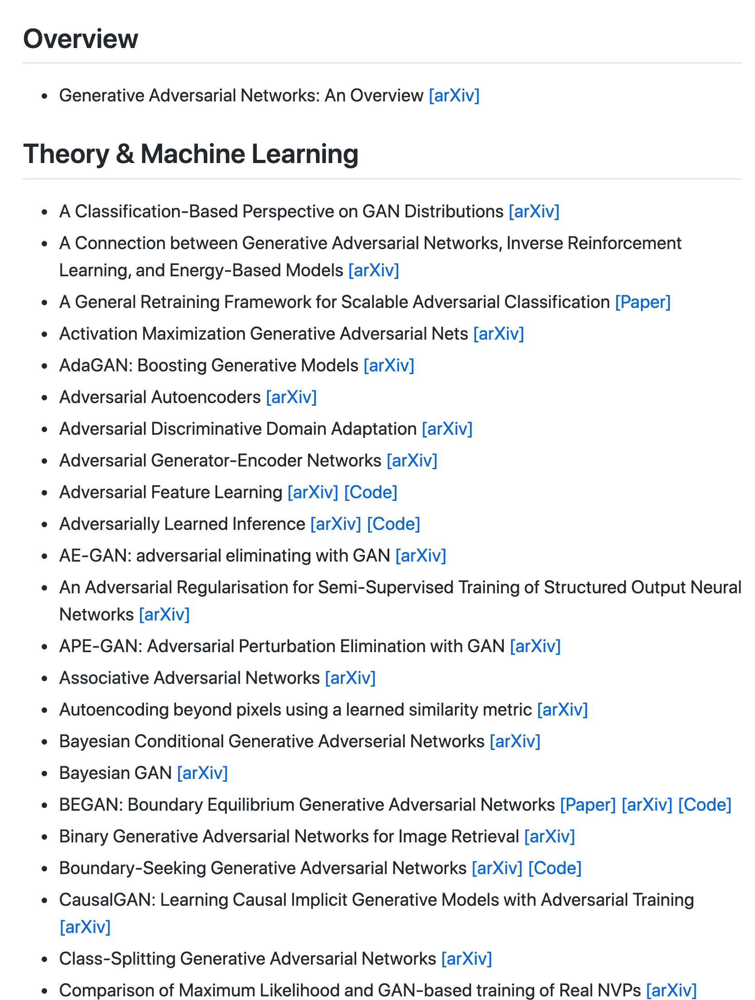 Overview
Generative Adversarial Networks: An Overview [arXiv]
Theory & Machine Learning
A Classification-Based Perspective on GAN Distributions [arXiv]
A Connection between Generative Adversarial Networks, Inverse Reinforcement
Learning, and Energy-Based Models [arXiv]
A General Retraining Framework for Scalable Adversarial Classification [Paper]
Activation Maximization Generative Adversarial Nets [arXiv]
AdaGAN: Boosting Generative Models [arXiv]
Adversarial Autoencoders [arXiv]
Adversarial Discriminative Domain Adaptation [arXiv]
Adversarial Generator-Encoder Networks [arXiv]
Adversarial Feature Learning [arXiv] [Code]
Adversarially Learned Inference [arXiv] [Code]
AE-GAN: adversarial eliminating with GAN [arXiv]
An Adversarial Regularisation for Semi-Supervised Training of Structured Output Neural
Networks [arXiv]
APE-GAN: Adversarial Perturbation Elimination with GAN [arXiv]
Associative Adversarial Networks [arXiv]
Autoencoding beyond pixels using a learned similarity metric [arXiv]
Bayesian Conditional Generative Adverserial Networks [arXiv]
Bayesian GAN [arXiv]
BEGAN: Boundary Equilibrium Generative Adversarial Networks [Paper] [arXiv] [Code]
Binary Generative Adversarial Networks for Image Retrieval [arXiv]
Boundary-Seeking Generative Adversarial Networks [arXiv] [Code]
CausalGAN: Learning Causal Implicit Generative Models with Adversarial Training
[arXiv]
Class-Splitting Generative Adversarial Networks [arXiv]
Comparison of Maximum Likelihood and GAN-based training of Real NVPs [arXiv]